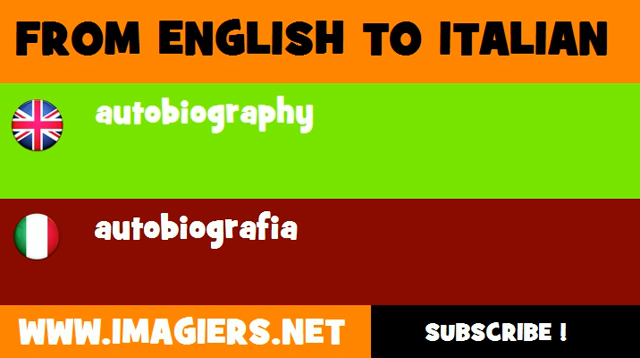 FROM ENGLISH TO ITALIAN
autobiography
autobiografia
WWW.IMAGIERS.NET
SUBSCRIBE !